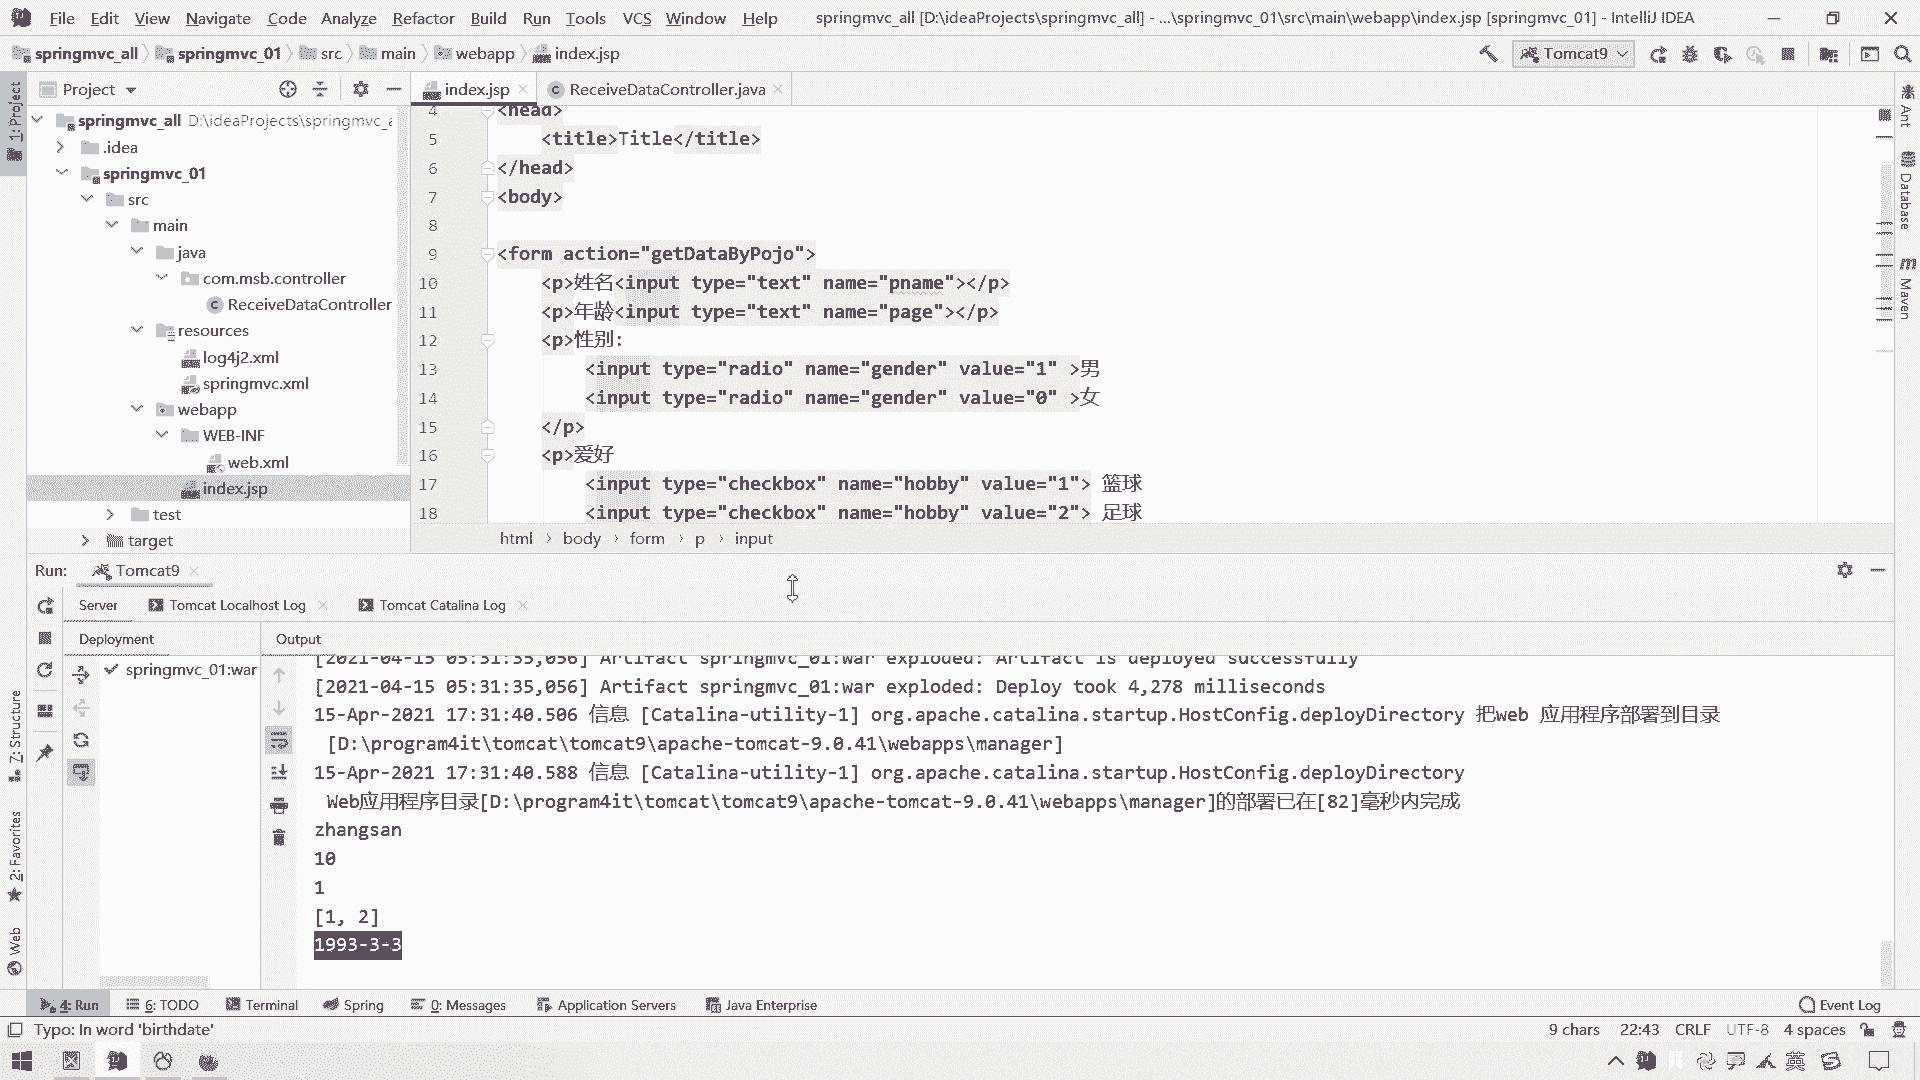 File Edit View Navigate Code Analyze Refactor Build Run Tools VCS Window Help springmvc_all [D:\ideaProjects\springmvc_all] - ...\springmvc_01\src\main\webapp\index.jsp [springmvc_01] - IntelliJ IDEA
springmvc_all springmvc_01 src main webapp index.jsp Tomcat9
Project index.jsp ReceiveDataController.java
1: Project
springmvc_all D:\ideaProjects\springmvc_a
.idea
springmvc_01
src
main
java
com.msb.controller
ReceiveDataController
resources
log4j2.xml
springmvc.xml
webapp
WEB-INF
web.xml
index.jsp
test
target
4 <head>
5 <title>Title</title>
6 </head>
7 <body>
8
9 <form action="getDataByPojo">
10 <p>姓名<input type="text" name="pname"></p>
11 <p>年龄<input type="text" name="page"></p>
12 <p>性别:
13 <input type="radio" name="gender" value="1" >男
14 <input type="radio" name="gender" value="0" >女
15 </p>
16 <p>爱好
17 <input type="checkbox" name="hobby" value="1"> 篮球
18 <input type="checkbox" name="hobby" value="2"> 足球
html › body › form › p › input
Ant
Database
Maven
Run: Tomcat9
Server Tomcat Localhost Log Tomcat Catalina Log
Deployment Output
springmvc_01:war
[2021-04-15 05:31:35,056] Artifact springmvc_01:war exploded: Artifact is deployed successfully
[2021-04-15 05:31:35,056] Artifact springmvc_01:war exploded: Deploy took 4,278 milliseconds
15-Apr-2021 17:31:40.506 信息 [Catalina-utility-1] org.apache.catalina.startup.HostConfig.deployDirectory 把web 应用程序部署到目录
[D:\program4it\tomcat\tomcat9\apache-tomcat-9.0.41\webapps\manager]
15-Apr-2021 17:31:40.588 信息 [Catalina-utility-1] org.apache.catalina.startup.HostConfig.deployDirectory
Web应用程序目录[D:\program4it\tomcat\tomcat9\apache-tomcat-9.0.41\webapps\manager]的部署已在[82]毫秒内完成
zhangsan
10
1
[1, 2]
1993-3-3
Z: Structure
2: Favorites
Web
4: Run 6: TODO Terminal Spring 0: Messages Application Servers Java Enterprise Event Log
Typo: In word 'birthdate' 9 chars 22:43 CRLF UTF-8 4 spaces
英